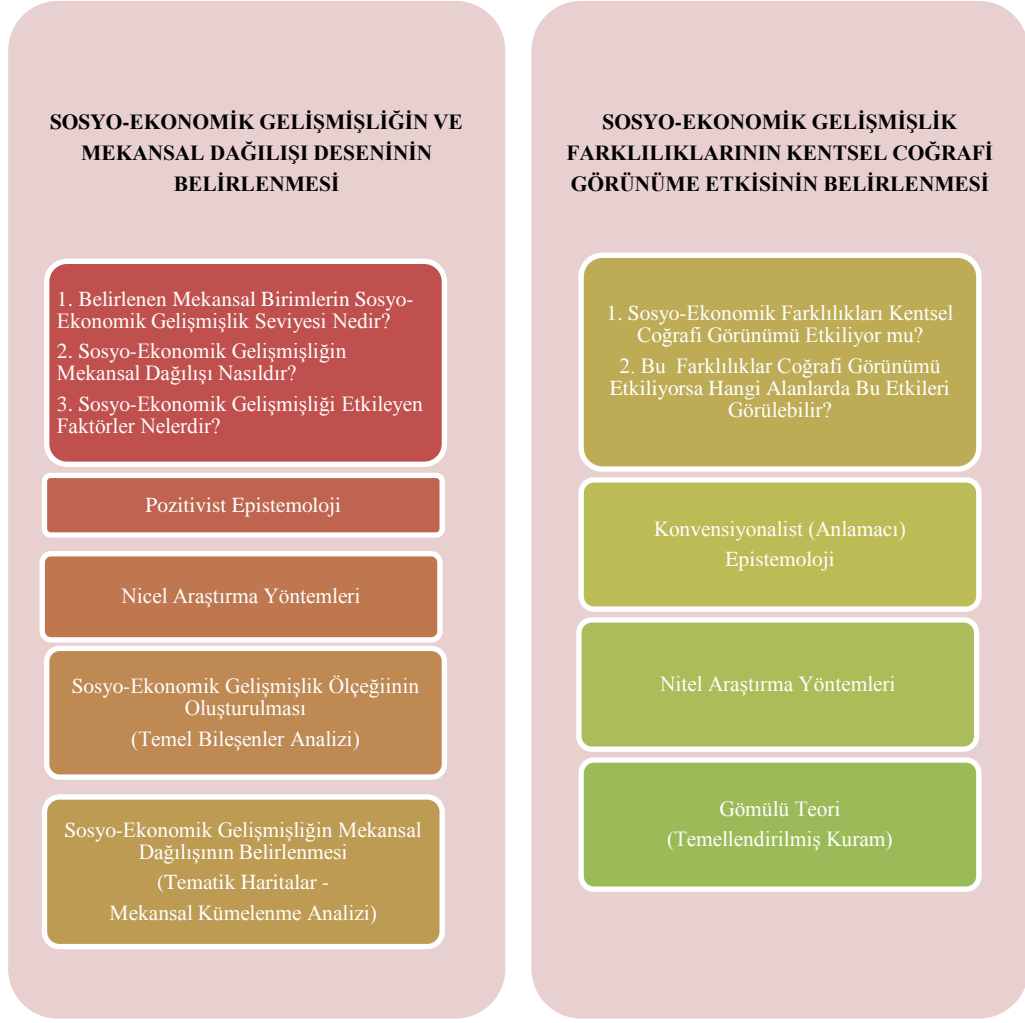 SOSYO-EKONOMİK GELİŞMİŞLİĞİN VE
MEKANSAL DAĞILIŞI DESENİNİN
BELİRLENMESİ
1. Belirlenen Mekansal Birimlerin Sosyo-
Ekonomik Gelişmişlik Seviyesi Nedir?
2. Sosyo-Ekonomik Gelişmişliğin
Mekansal Dağılışı Nasıldır?
3. Sosyo-Ekonomik Gelişmişliği Etkileyen
Faktörler Nelerdir?
Pozitivist Epistemoloji
Nicel Araştırma Yöntemleri
Sosyo-Ekonomik Gelişmişlik Ölçeğiinin
Oluşturulması
(Temel Bileşenler Analizi)
Sosyo-Ekonomik Gelişmişliğin Mekansal
Dağılışının Belirlenmesi
(Tematik Haritalar -
Mekansal Kümelenme Analizi)
SOSYO-EKONOMİK GELİŞMİŞLİK
FARKLILIKLARININ KENTSEL COĞRAFİ
GÖRÜNÜME ETKİSİNİN BELİRLENMESİ
1. Sosyo-Ekonomik Farklılıkları Kentsel
Coğrafi Görünümü Etkiliyor mu?
2. Bu Farklılıklar Coğrafi Görünümü
Etkiliyorsa Hangi Alanlarda Bu Etkileri
Görülebilir?
Konvensiyonalist (Anlamacı)
Epistemoloji
Nitel Araştırma Yöntemleri
Gömülü Teori
(Temellendirilmiş Kuram)